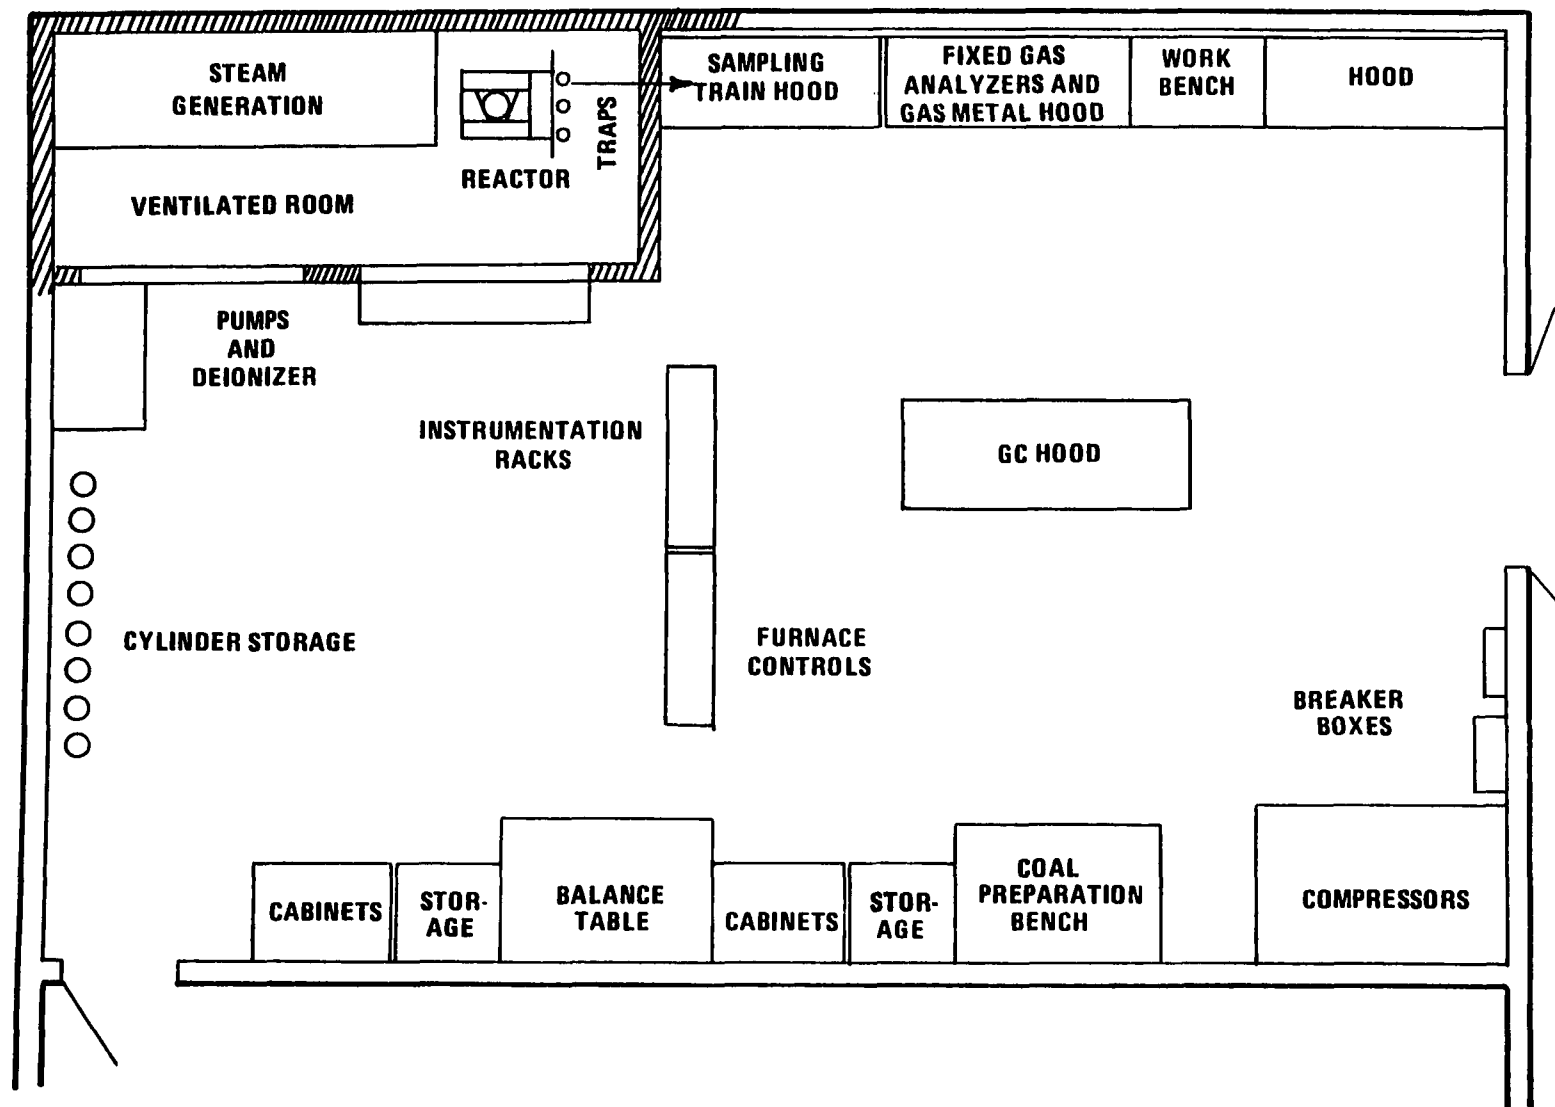 STEAM
GENERATION
VENTILATED ROOM
REACTOR
TRAPS
SAMPLING
TRAIN HOOD
FIXED GAS
ANALYZERS AND
GAS METAL HOOD
WORK
BENCH
HOOD
PUMPS
AND
DEIONIZER
INSTRUMENTATION
RACKS
GC HOOD
CYLINDER STORAGE
FURNACE
CONTROLS
BREAKER
BOXES
CABINETS
STOR-
AGE
BALANCE
TABLE
CABINETS
STOR-
AGE
COAL
PREPARATION
BENCH
COMPRESSORS